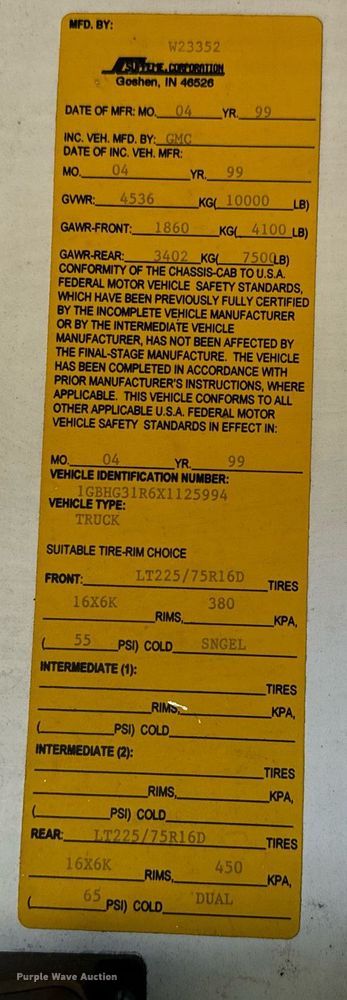 MFD. BY:
W23352
SUPREME CORPORATION
Goshen, IN 46526
DATE OF MFR: MO. 04 YR. 99
INC. VEH. MFD. BY: GMC
DATE OF INC. VEH. MFR:
MO. 04 YR. 99
GVWR: 4536 KG( 10000 LB)
GAWR-FRONT: 1860 KG( 4100 LB)
GAWR-REAR: 3402 KG( 7500LB)
CONFORMITY OF THE CHASSIS-CAB TO U.S.A.
FEDERAL MOTOR VEHICLE SAFETY STANDARDS,
WHICH HAVE BEEN PREVIOUSLY FULLY CERTIFIED
BY THE INCOMPLETE VEHICLE MANUFACTURER
OR BY THE INTERMEDIATE VEHICLE
MANUFACTURER, HAS NOT BEEN AFFECTED BY
THE FINAL-STAGE MANUFACTURE. THE VEHICLE
HAS BEEN COMPLETED IN ACCORDANCE WITH
PRIOR MANUFACTURER'S INSTRUCTIONS, WHERE
APPLICABLE. THIS VEHICLE CONFORMS TO ALL
OTHER APPLICABLE U.S.A. FEDERAL MOTOR
VEHICLE SAFETY STANDARDS IN EFFECT IN:
MO. 04 YR. 99
VEHICLE IDENTIFICATION NUMBER:
1GBHG31R6X1125994
VEHICLE TYPE:
TRUCK
SUITABLE TIRE-RIM CHOICE
FRONT: LT225/75R16D TIRES
16X6K RIMS, 380 KPA,
( 55 PSI) COLD SNGEL
INTERMEDIATE (1):
TIRES
RIMS, KPA,
( PSI) COLD
INTERMEDIATE (2):
TIRES
RIMS, KPA,
( PSI) COLD
REAR: LT225/75R16D TIRES
16X6K RIMS, 450 KPA,
( 65 PSI) COLD DUAL
Purple Wave Auction